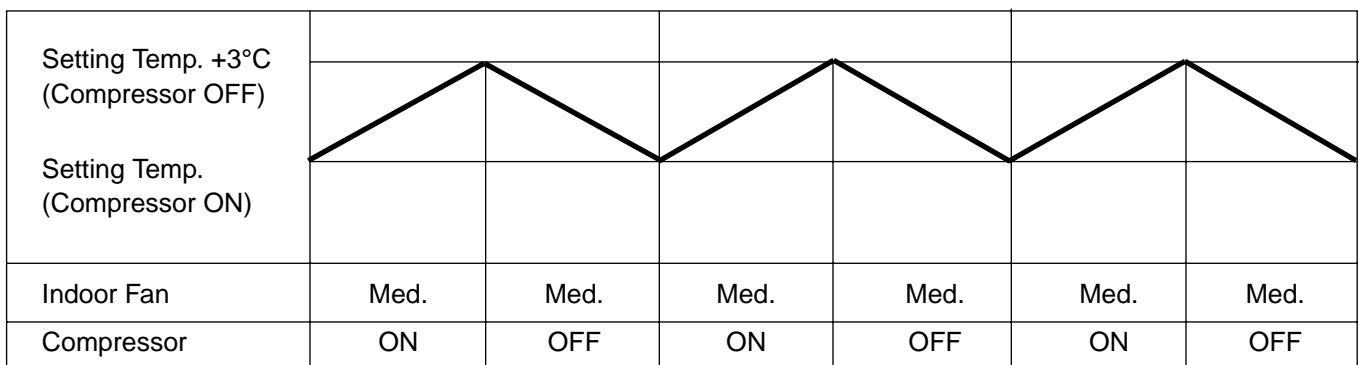 Setting Temp. +3°C
(Compressor OFF)
Setting Temp.
(Compressor ON)
Indoor Fan Med. Med. Med. Med. Med. Med.
Compressor ON OFF ON OFF ON OFF